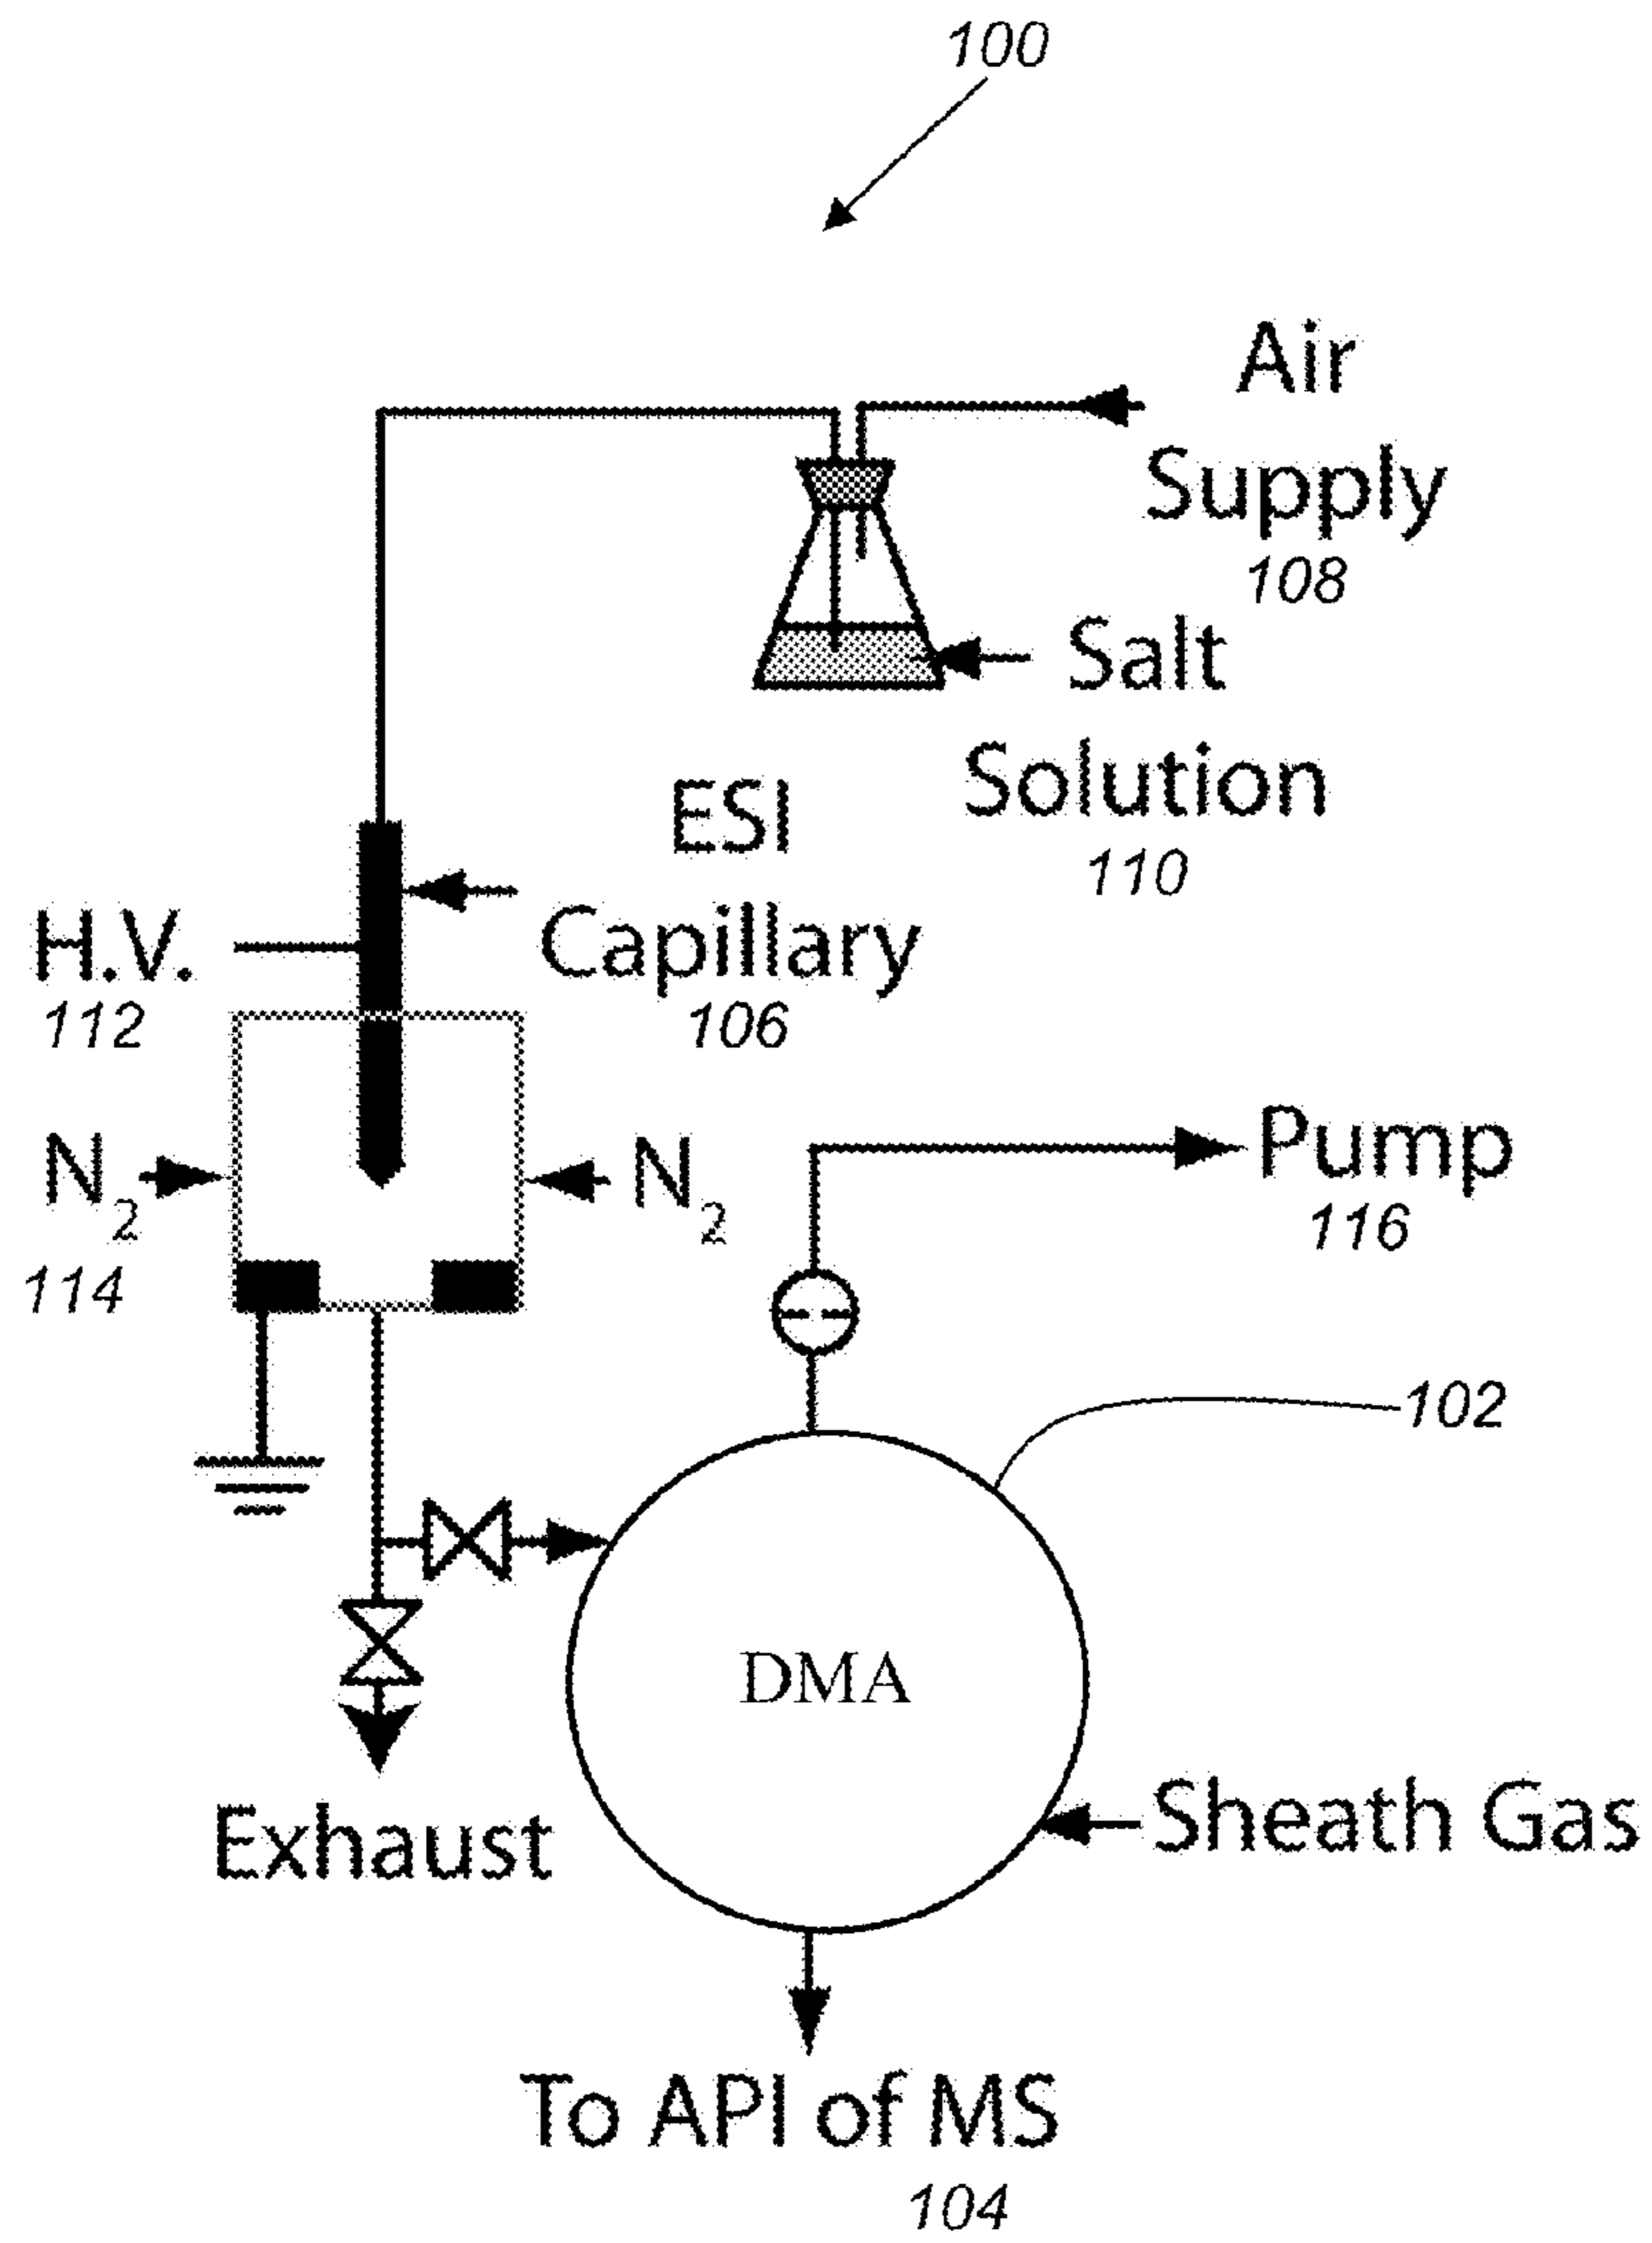 100
Air
Supply
108
Salt
Solution
110
ESI
Capillary
106
H.V.
112
N2
114
N2
Pump
116
102
DMA
Exhaust
Sheath Gas
To API of MS
104